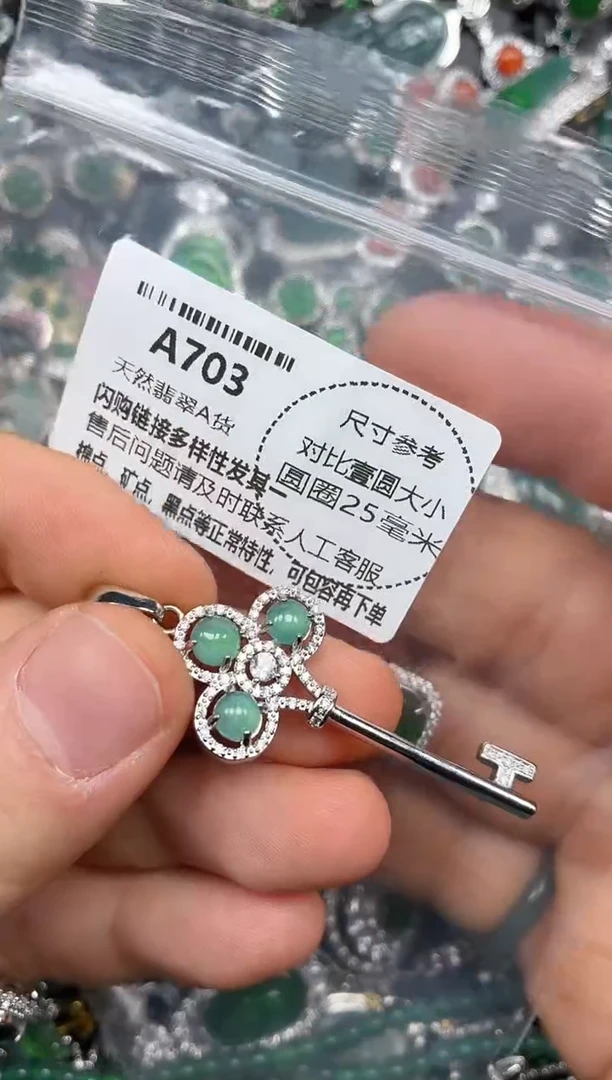 A703
天然翡翠A货
闪购链接多样性发其一
售后问题请及时联系人工客服
棉点，矿点，黑点等正常特性，可包容再下单
尺寸参考
对比壹圆大小
圆圈25毫米